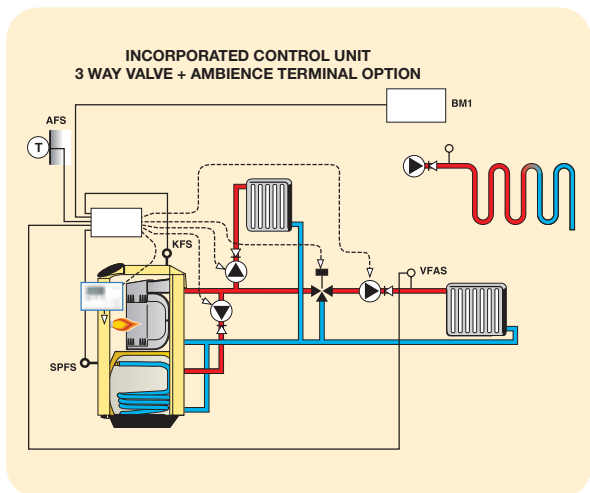 INCORPORATED CONTROL UNIT
3 WAY VALVE + AMBIENCE TERMINAL OPTION
BM1
AFS
T
KFS
VFAS
SPFS